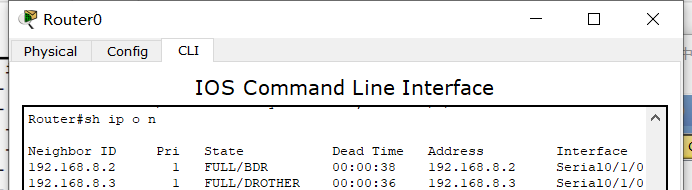 Router0
Physical Config CLI
IOS Command Line Interface
Router#sh ip o n
Neighbor ID Pri State Dead Time Address Interface
192.168.8.2 1 FULL/BDR 00:00:38 192.168.8.2 Serial0/1/0
192.168.8.3 1 FULL/DROTHER 00:00:36 192.168.8.3 Serial0/1/0